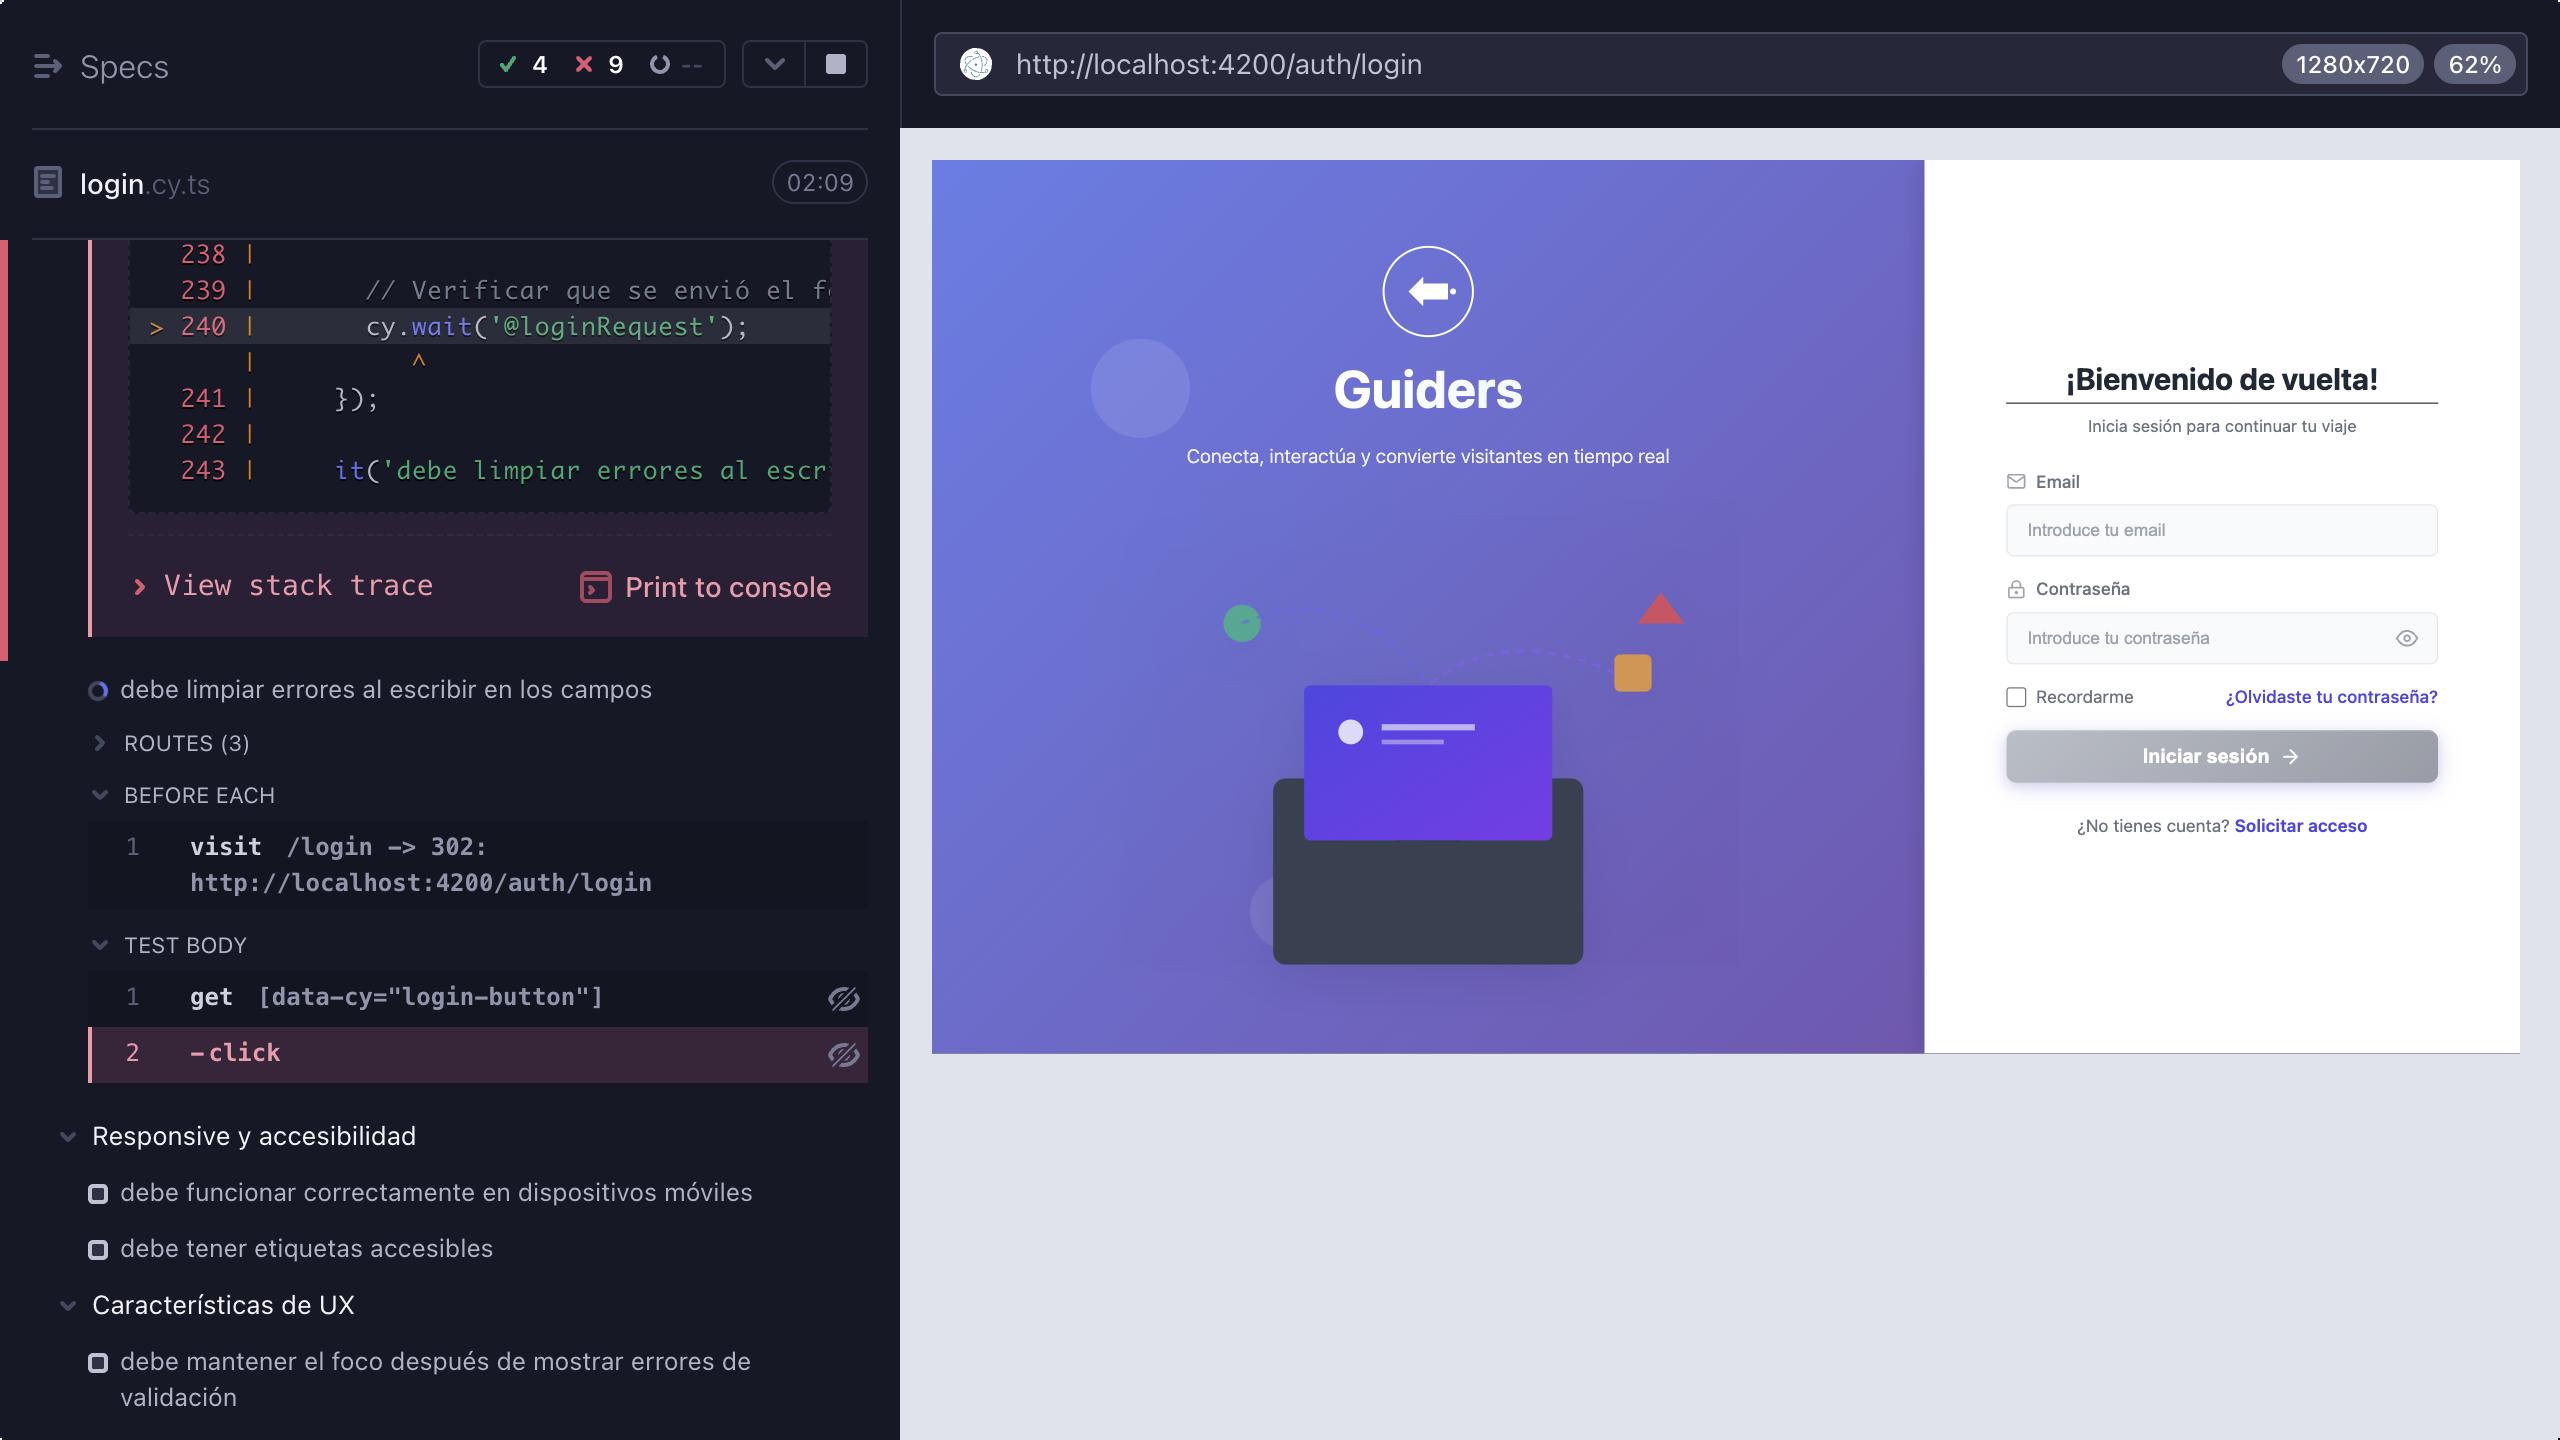 Specs
4 9 --
login.cy.ts
02:09
238 |
239 | // Verificar que se envió el f
> 240 | cy.wait('@loginRequest');
| ^
241 | });
242 |
243 | it('debe limpiar errores al escr
View stack trace
Print to console
debe limpiar errores al escribir en los campos
ROUTES (3)
BEFORE EACH
1 visit /login -> 302:
http://localhost:4200/auth/login
TEST BODY
1 get [data-cy="login-button"]
2 -click
Responsive y accesibilidad
debe funcionar correctamente en dispositivos móviles
debe tener etiquetas accesibles
Características de UX
debe mantener el foco después de mostrar errores de
validación
http://localhost:4200/auth/login
1280x720
62%
Guiders
Conecta, interactúa y convierte visitantes en tiempo real
¡Bienvenido de vuelta!
Inicia sesión para continuar tu viaje
Email
Introduce tu email
Contraseña
Introduce tu contraseña
Recordarme
¿Olvidaste tu contraseña?
Iniciar sesión →
¿No tienes cuenta? Solicitar acceso